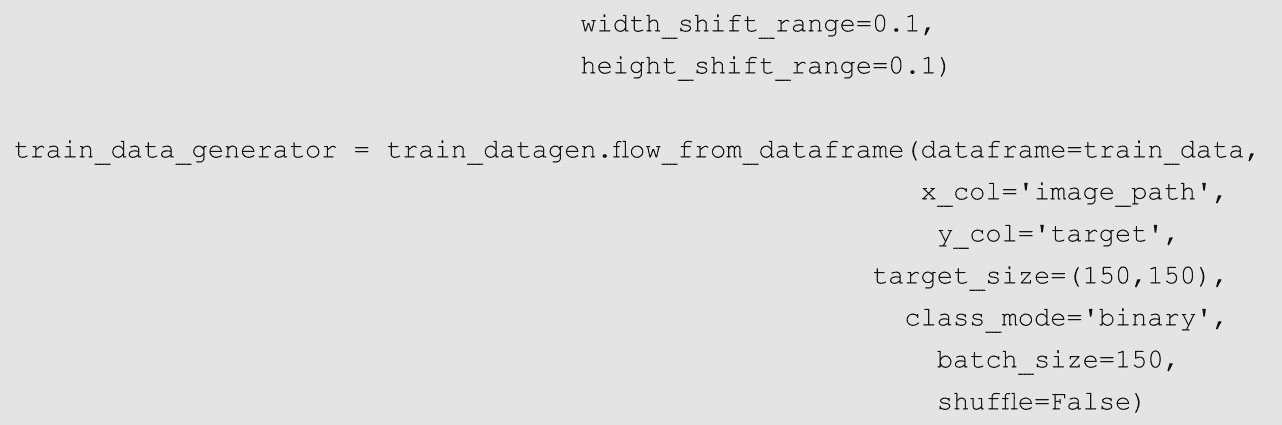 width_shift_range=0.1,
height_shift_range=0.1)
train_data_generator = train_datagen.flow_from_dataframe(dataframe=train_data,
x_col='image_path',
y_col='target',
target_size=(150,150),
class_mode='binary',
batch_size=150,
shuffle=False)